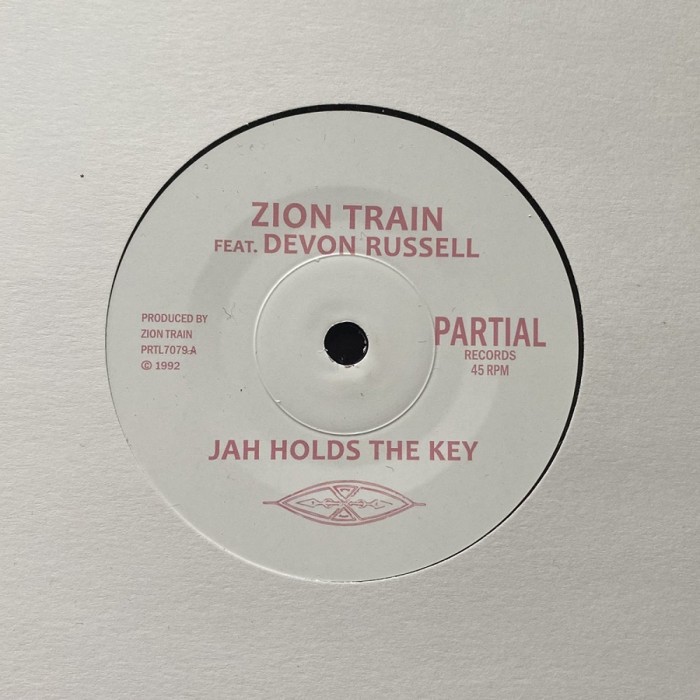 ZION TRAIN
FEAT. DEVON RUSSELL
PRODUCED BY
ZION TRAIN
PRTL7079-A
© 1992
PARTIAL
RECORDS
45 RPM
JAH HOLDS THE KEY